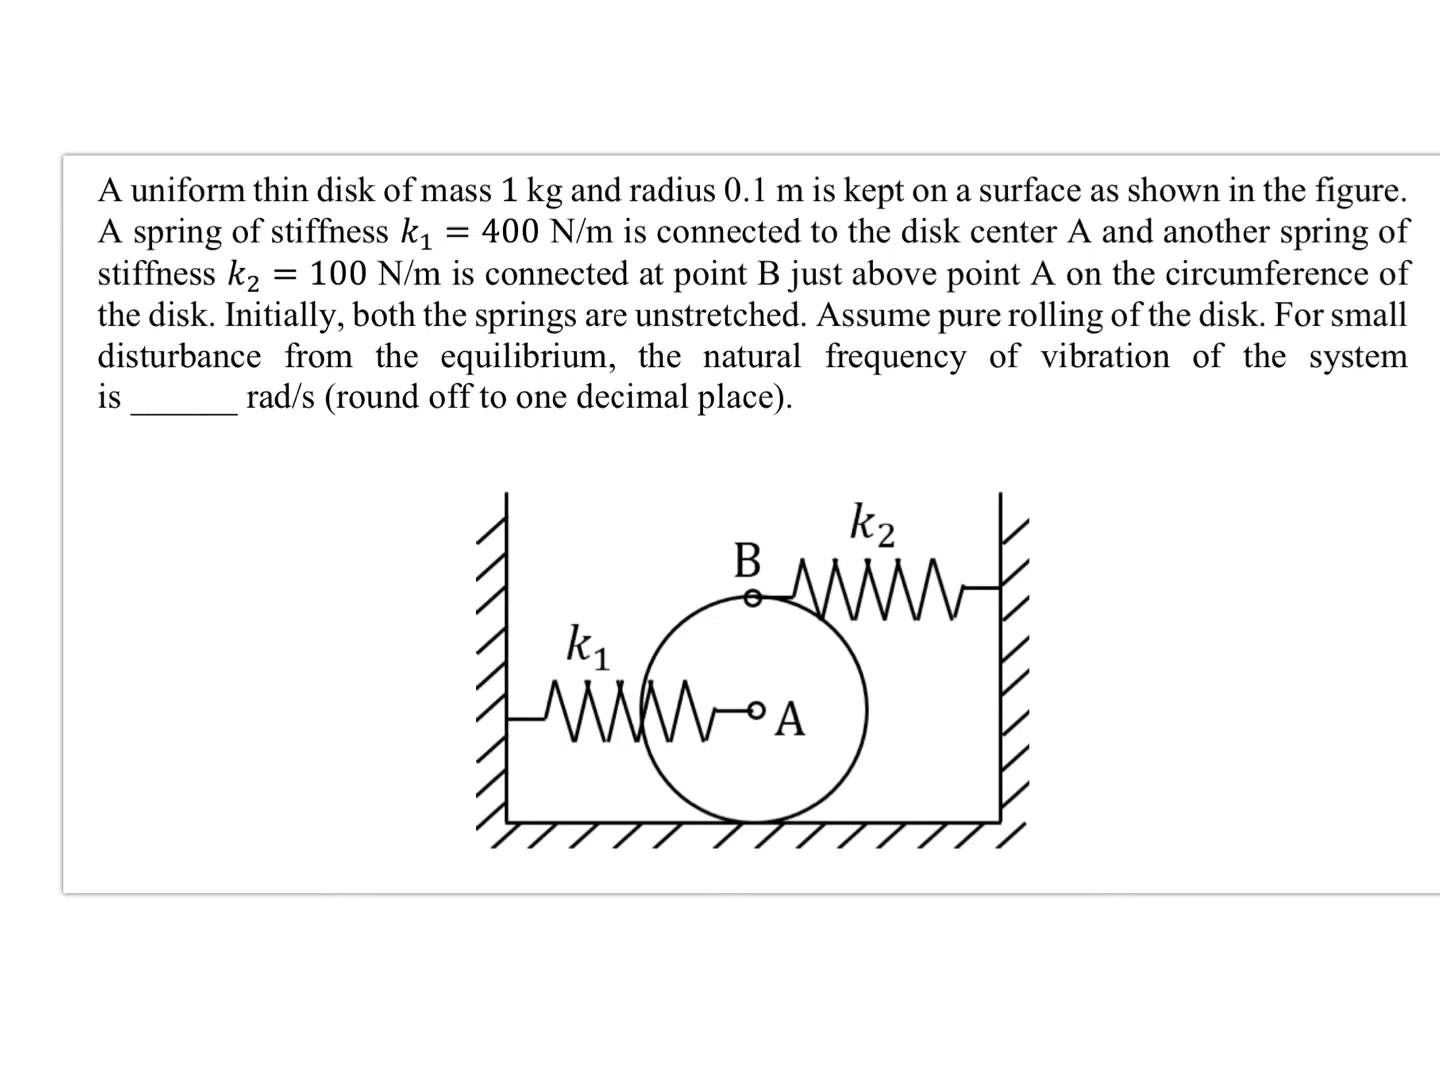 A uniform thin disk of mass 1 kg and radius 0.1 m is kept on a surface as shown in the figure.
A spring of stiffness k₁ = 400 N/m is connected to the disk center A and another spring of
stiffness k₂ = 100 N/m is connected at point B just above point A on the circumference of
the disk. Initially, both the springs are unstretched. Assume pure rolling of the disk. For small
disturbance from the equilibrium, the natural frequency of vibration of the system
is ______ rad/s (round off to one decimal place).
k₂
B
k₁
A